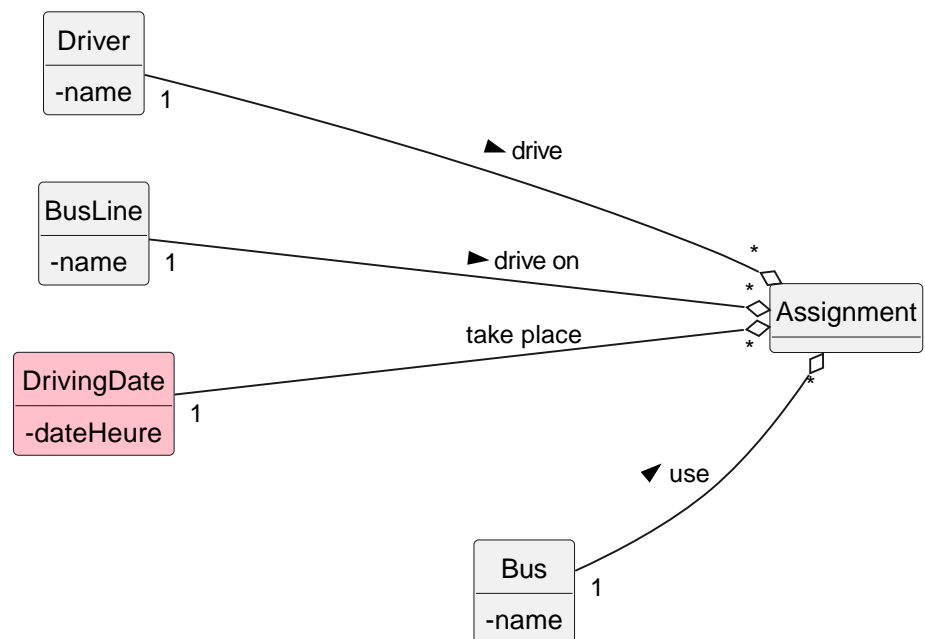 Driver
-name
1
drive
*
BusLine
-name
1
drive on
*
Assignment
take place
*
DrivingDate
-dateHeure
1
*
use
Bus
-name
1